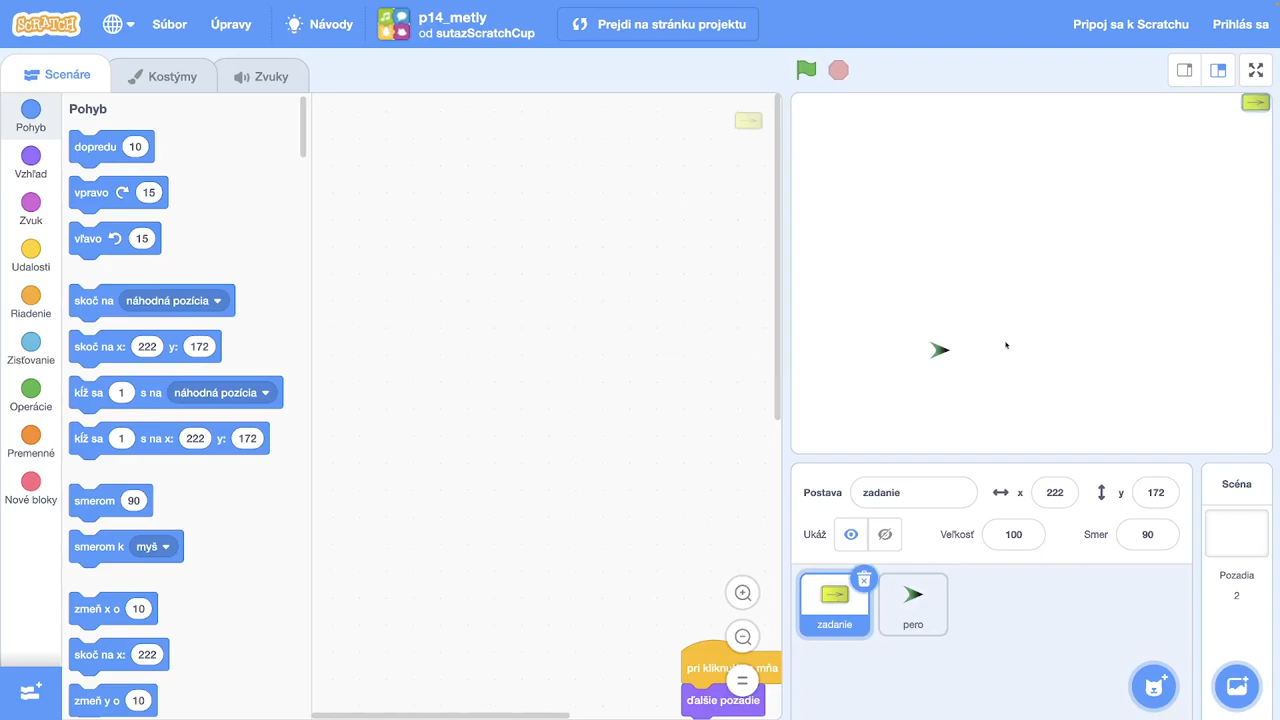 SCRATCH
Súbor
Úpravy
Návody
p14_metly
od sutazScratchCup
Prejdi na stránku projektu
Pripoj sa k Scratchu
Prihlás sa
Scenáre
Kostýmy
Zvuky
Pohyb
Vzhľad
Zvuk
Udalosti
Riadenie
Zisťovanie
Operácie
Premenné
Nové bloky
Pohyb
dopredu 10
vpravo 15
vľavo 15
skoč na náhodná pozícia
skoč na x: 222 y: 172
kĺž sa 1 s na náhodná pozícia
kĺž sa 1 s na x: 222 y: 172
smerom 90
smerom k myš
zmeň x o 10
skoč na x: 222
zmeň y o 10
ďalšie pozadie
Postava zadanie x 222 y 172
Ukáž Veľkosť 100 Smer 90
zadanie
pero
Scéna
Pozadia
2